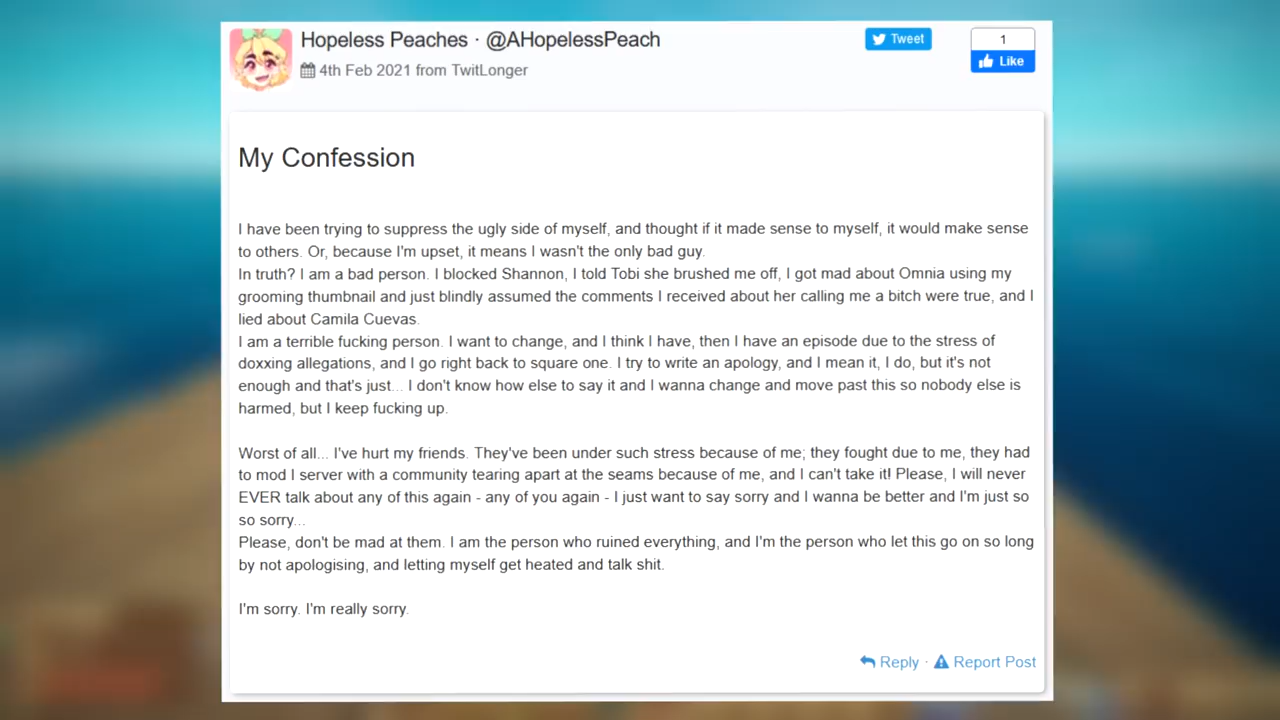 Hopeless Peaches · @AHopelessPeach
Tweet
1
Like
4th Feb 2021 from TwitLonger
My Confession
I have been trying to suppress the ugly side of myself, and thought if it made sense to myself, it would make sense
to others. Or, because I'm upset, it means I wasn't the only bad guy.
In truth? I am a bad person. I blocked Shannon, I told Tobi she brushed me off, I got mad about Omnia using my
grooming thumbnail and just blindly assumed the comments I received about her calling me a bitch were true, and I
lied about Camila Cuevas.
I am a terrible fucking person. I want to change, and I think I have, then I have an episode due to the stress of
doxxing allegations, and I go right back to square one. I try to write an apology, and I mean it, I do, but it's not
enough and that's just... I don't know how else to say it and I wanna change and move past this so nobody else is
harmed, but I keep fucking up.
Worst of all... I've hurt my friends. They've been under such stress because of me; they fought due to me, they had
to mod I server with a community tearing apart at the seams because of me, and I can't take it! Please, I will never
EVER talk about any of this again - any of you again - I just want to say sorry and I wanna be better and I'm just so
so sorry...
Please, don't be mad at them. I am the person who ruined everything, and I'm the person who let this go on so long
by not apologising, and letting myself get heated and talk shit.
I'm sorry. I'm really sorry.
Reply · Report Post